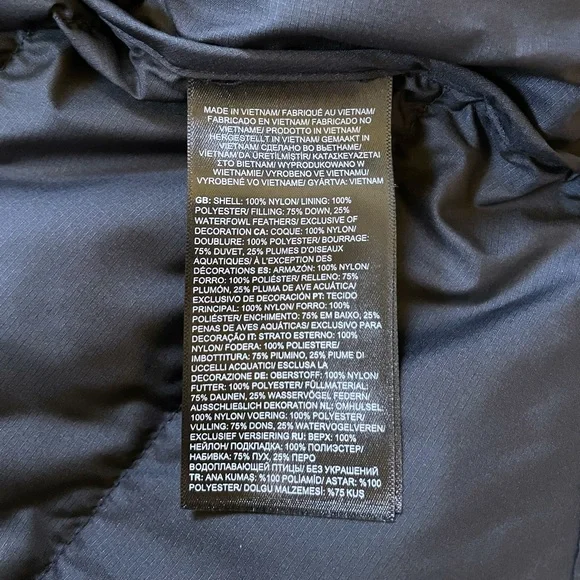 MADE IN VIETNAM/ FABRIQUÉ AU VIETNAM/
FABRICADO EN VIETNAM/ FABRICADO NO
VIETNAME/ PRODOTTO IN VIETNAM/
HERGESTELLT IN VIETNAM/ GEMAAKT IN
VIETNAM/ СДЕЛАНО ВО ВЬЕТНАМЕ/
VIETNAM'DA ÜRETİLMİŞTİR/ ΚΑΤΑΣΚΕΥΑΖΕΤΑΙ
ΣΤΟ ΒΙΕΤΝΑΜ/ WYPRODUKOWANO W
WIETNAMIE/ VYROBENO VE VIETNAMU/
VYROBENÉ VO VIETNAME/ GYÁRTVA: VIETNAM
GB: SHELL: 100% NYLON/ LINING: 100%
POLYESTER/ FILLING: 75% DOWN, 25%
WATERFOWL FEATHERS/ EXCLUSIVE OF
DECORATION CA: COQUE: 100% NYLON/
DOUBLURE: 100% POLYESTER/ BOURRAGE:
75% DUVET, 25% PLUMES D'OISEAUX
AQUATIQUES/ À L'EXCEPTION DES
DÉCORATIONS ES: ARMAZÓN: 100% NYLON/
FORRO: 100% POLIÉSTER/ RELLENO: 75%
PLUMÓN, 25% PLUMA DE AVE ACUÁTICA/
EXCLUSIVO DE DECORACIÓN PT: TECIDO
PRINCIPAL: 100% NYLON/ FORRO: 100%
POLIÉSTER/ ENCHIMENTO: 75% EM BAIXO, 25%
PENAS DE AVES AQUÁTICAS/ EXCLUSIVO PARA
DECORAÇÃO IT: STRATO ESTERNO: 100%
NYLON/ FODERA: 100% POLIESTERE/
IMBOTTITURA: 75% PIUMINO, 25% PIUME DI
UCCELLI ACQUATICI/ ESCLUSA LA
DECORAZIONE DE: OBERSTOFF: 100% NYLON/
FUTTER: 100% POLYESTER/ FÜLLMATERIAL:
75% DAUNEN, 25% WASSERVÖGEL FEDERN/
AUSSCHLIEßLICH DEKORATION NL: OMHULSEL:
100% NYLON/ VOERING: 100% POLYESTER/
VULLING: 75% DONS, 25% WATERVOGELVEREN/
EXCLUSIEF VERSIERING RU: ВЕРХ: 100%
НЕЙЛОН/ ПОДКЛАДКА: 100% ПОЛИЭСТЕР/
НАБИВКА: 75% ПУХ, 25% ПЕРО
ВОДОПЛАВАЮЩЕЙ ПТИЦЫ/ БЕЗ УКРАШЕНИЙ
TR: ANA KUMAŞ: %100 POLİAMİD/ ASTAR: %100
POLYESTER/ DOLGU MALZEMESİ: %75 KUŞ